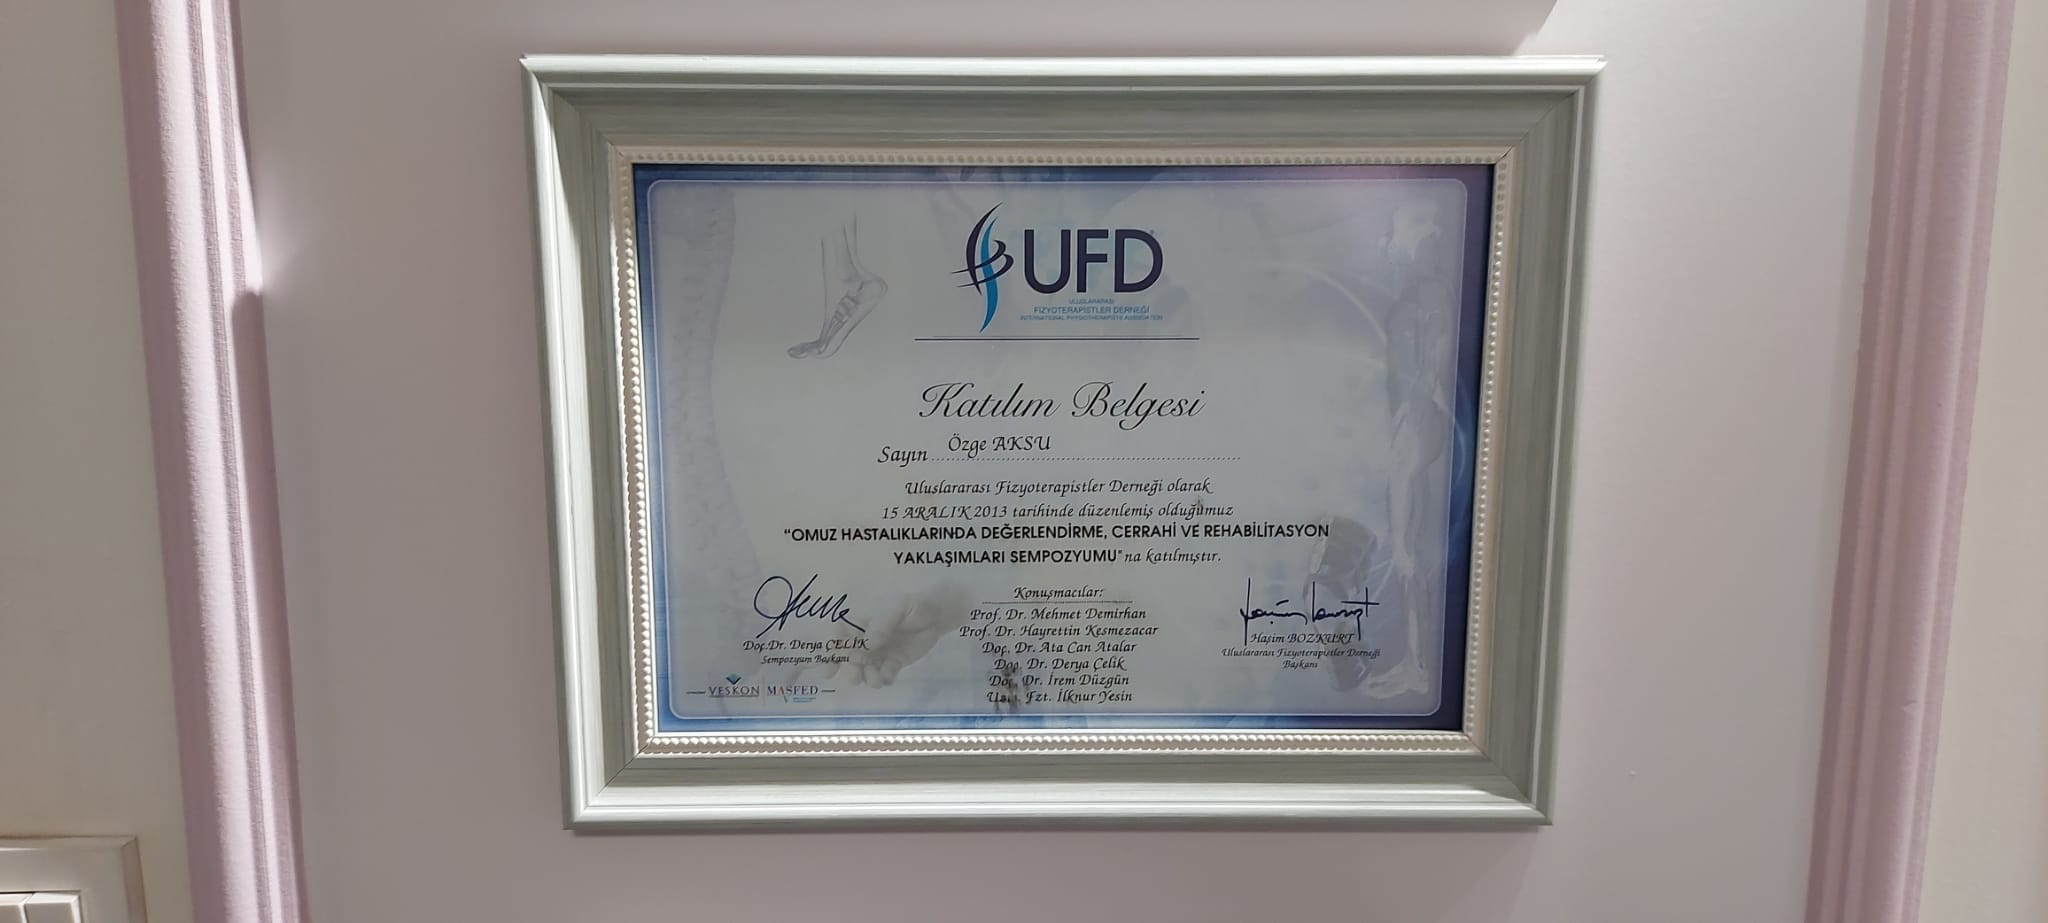 UFD
ULUSLARARASI
FİZYOTERAPİSTLER DERNEĞİ
INTERNATIONAL PHYSIOTHERAPISTS ASSOCIATION
Katılım Belgesi
Sayın Özge AKSU
Uluslararası Fizyoterapistler Derneği olarak
15 ARALIK 2013 tarihinde düzenlemiş olduğumuz
"OMUZ HASTALIKLARINDA DEĞERLENDİRME, CERRAHİ VE REHABİLİTASYON
YAKLAŞIMLARI SEMPOZYUMU" na katılmıştır.
Doç.Dr. Derya ÇELİK
Sempozyum Başkanı
VESKON MASFED
Konuşmacılar:
Prof. Dr. Mehmet Demirhan
Prof. Dr. Hayrettin Kesmezacar
Doç. Dr. Ata Can Atalar
Doç. Dr. Derya Çelik
Doç. Dr. İrem Düzgün
Fzt. İlknur Yesin
Haşim BOZKURT
Uluslararası Fizyoterapistler Derneği
Başkanı